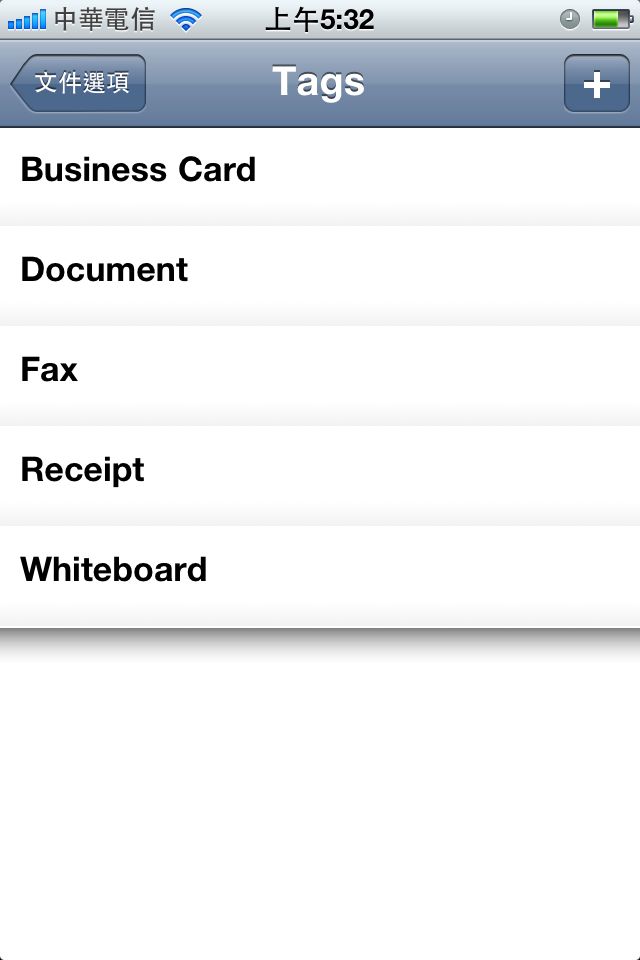 中華電信 上午5:32
文件選項 Tags +
Business Card
Document
Fax
Receipt
Whiteboard